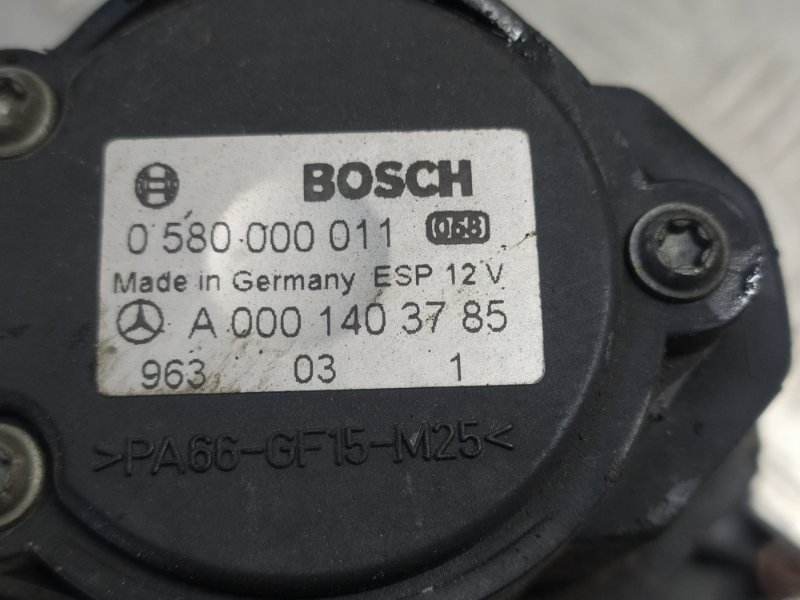 BOSCH
0 580 000 011 068
Made in Germany ESP 12 V
A 000 140 37 85
963 03 1
>PA66-GF15-M25<